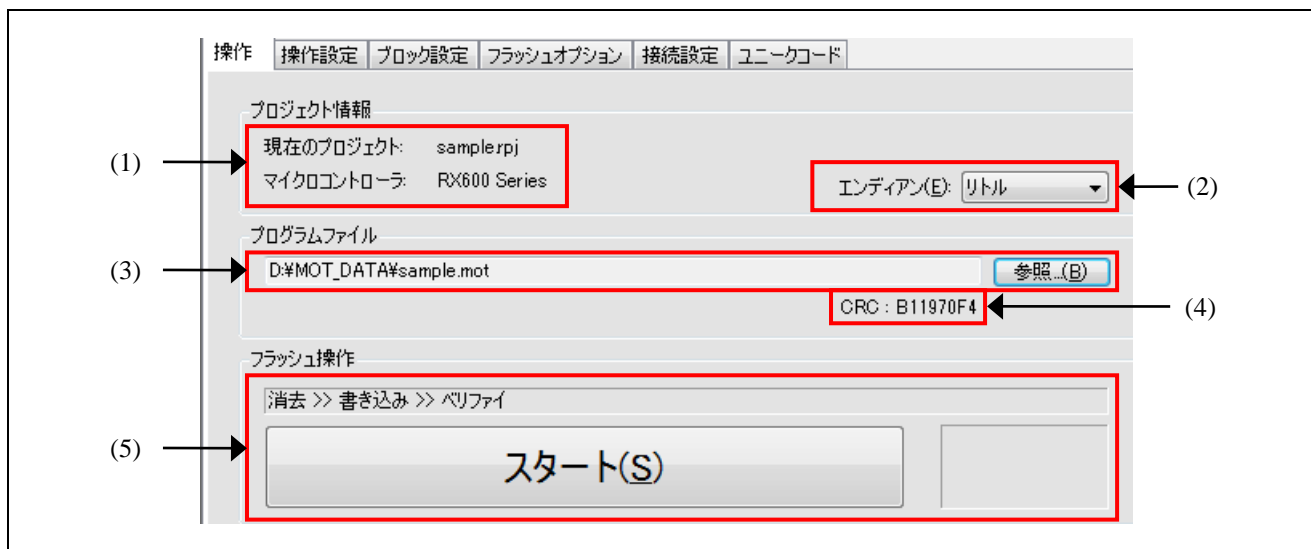 操作 操作設定 ブロック設定 フラッシュオプション 接続設定 ユニークコード
プロジェクト情報
(1)
現在のプロジェクト: sample.rpj
マイクロコントローラ: RX600 Series
エンディアン(E): リトル
(2)
プログラムファイル
(3)
D:¥MOT_DATA¥sample.mot
参照...(B)
CRC : B11970F4
(4)
フラッシュ操作
消去 >> 書き込み >> ベリファイ
(5)
スタート(S)